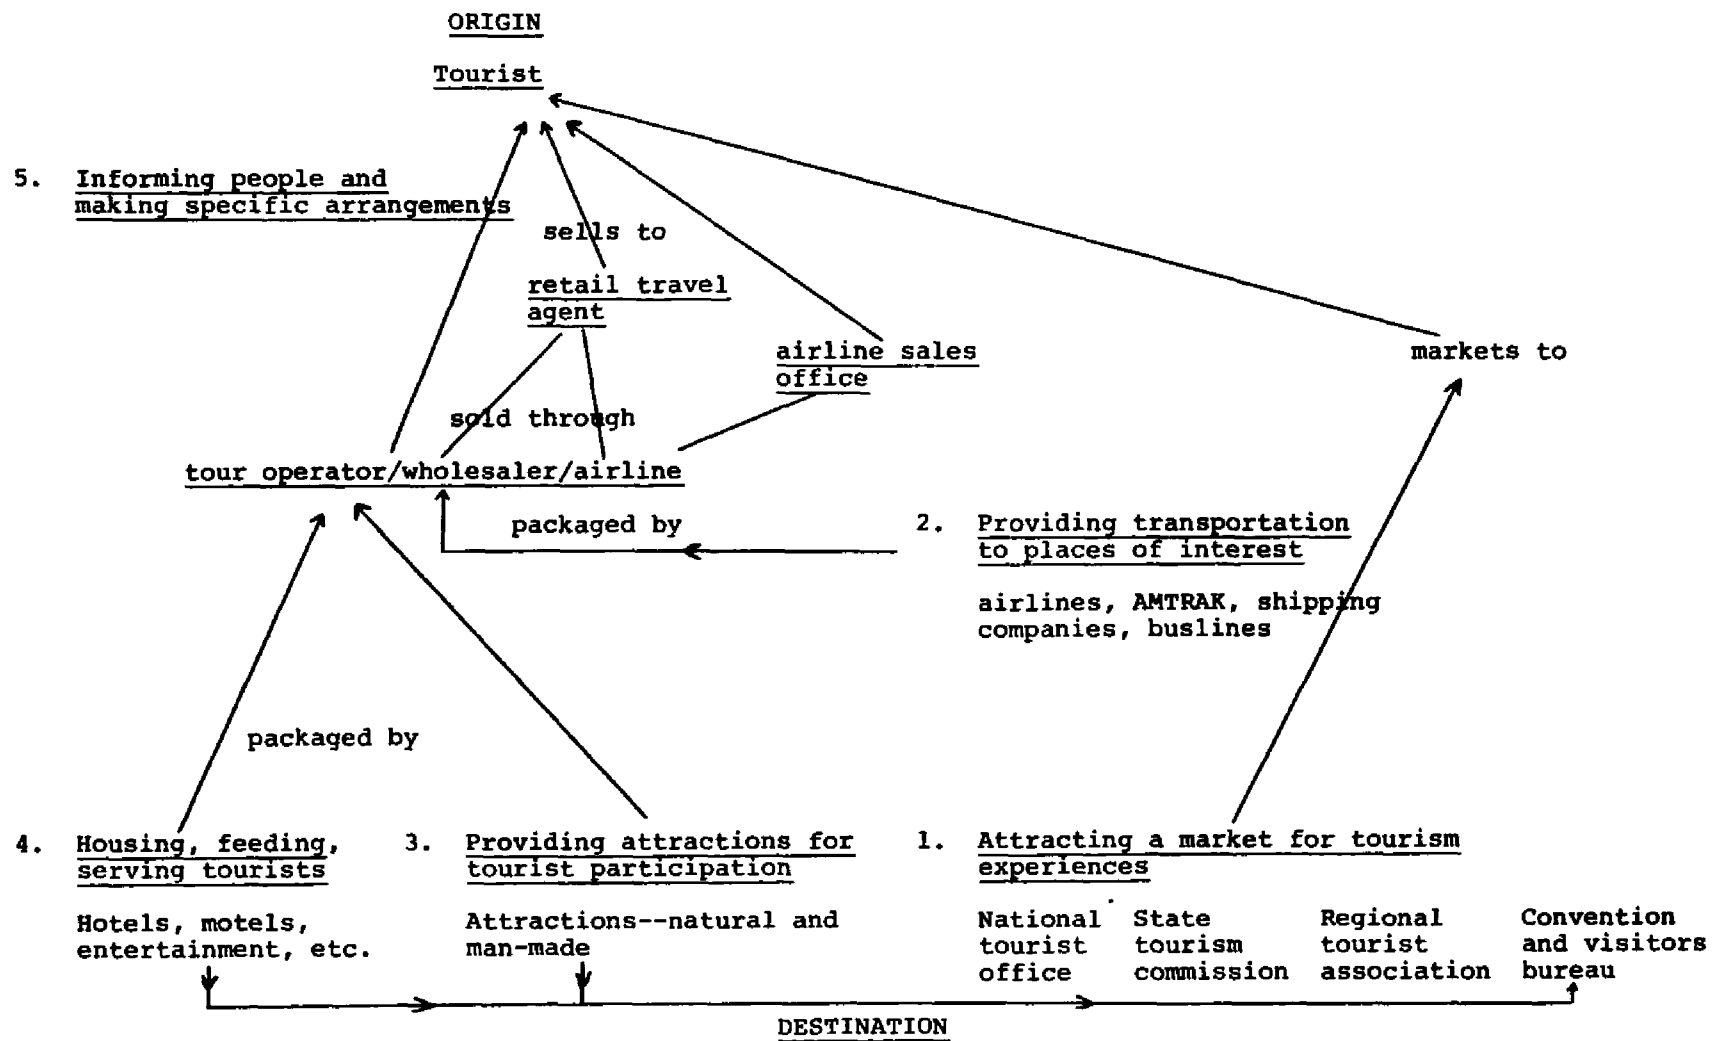 ORIGIN
Tourist
5. Informing people and
making specific arrangements
sells to
retail travel
agent
airline sales
office
markets to
sold through
tour operator/wholesaler/airline
packaged by
2. Providing transportation
to places of interest
airlines, AMTRAK, shipping
companies, buslines
packaged by
4. Housing, feeding,
serving tourists
Hotels, motels,
entertainment, etc.
3. Providing attractions for
tourist participation
Attractions--natural and
man-made
1. Attracting a market for tourism
experiences
National
tourist
office
State
tourism
commission
Regional
tourist
association
Convention
and visitors
bureau
DESTINATION